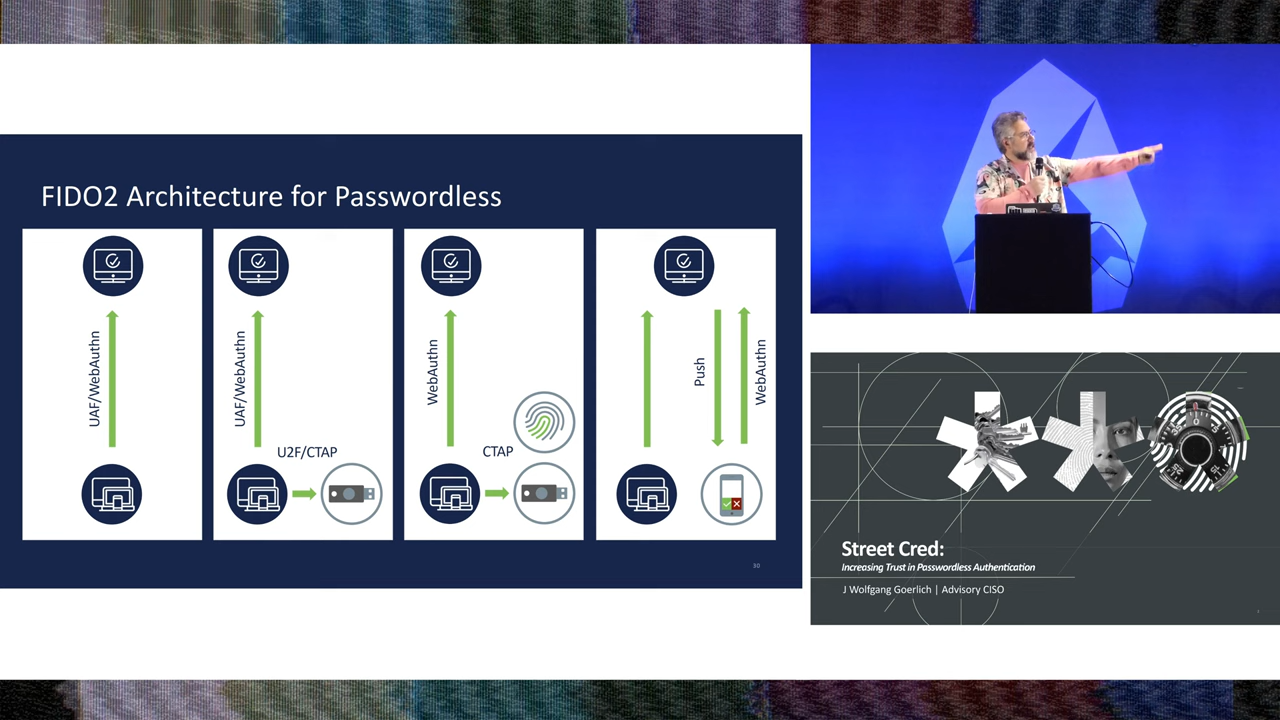 FIDO2 Architecture for Passwordless
UAF/WebAuthn
UAF/WebAuthn
U2F/CTAP
WebAuthn
CTAP
Push
WebAuthn
30
Street Cred:
Increasing Trust in Passwordless Authentication
J Wolfgang Goerlich | Advisory CISO